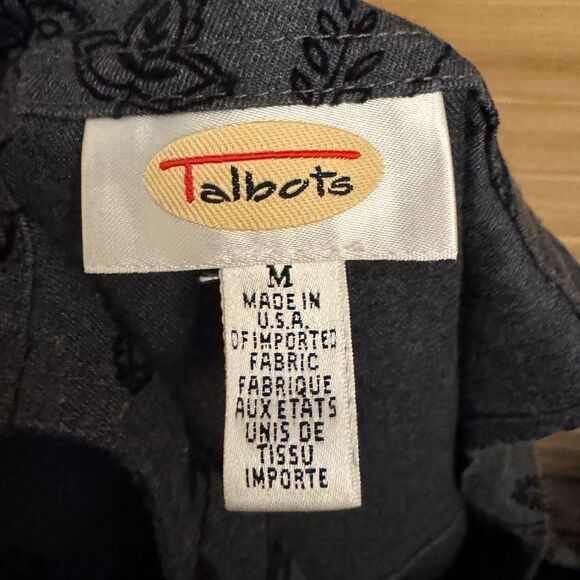 Talbots
M
MADE IN
U.S.A.
OF IMPORTED
FABRIC
FABRIQUE
AUX ETATS
UNIS DE
TISSU
IMPORTE